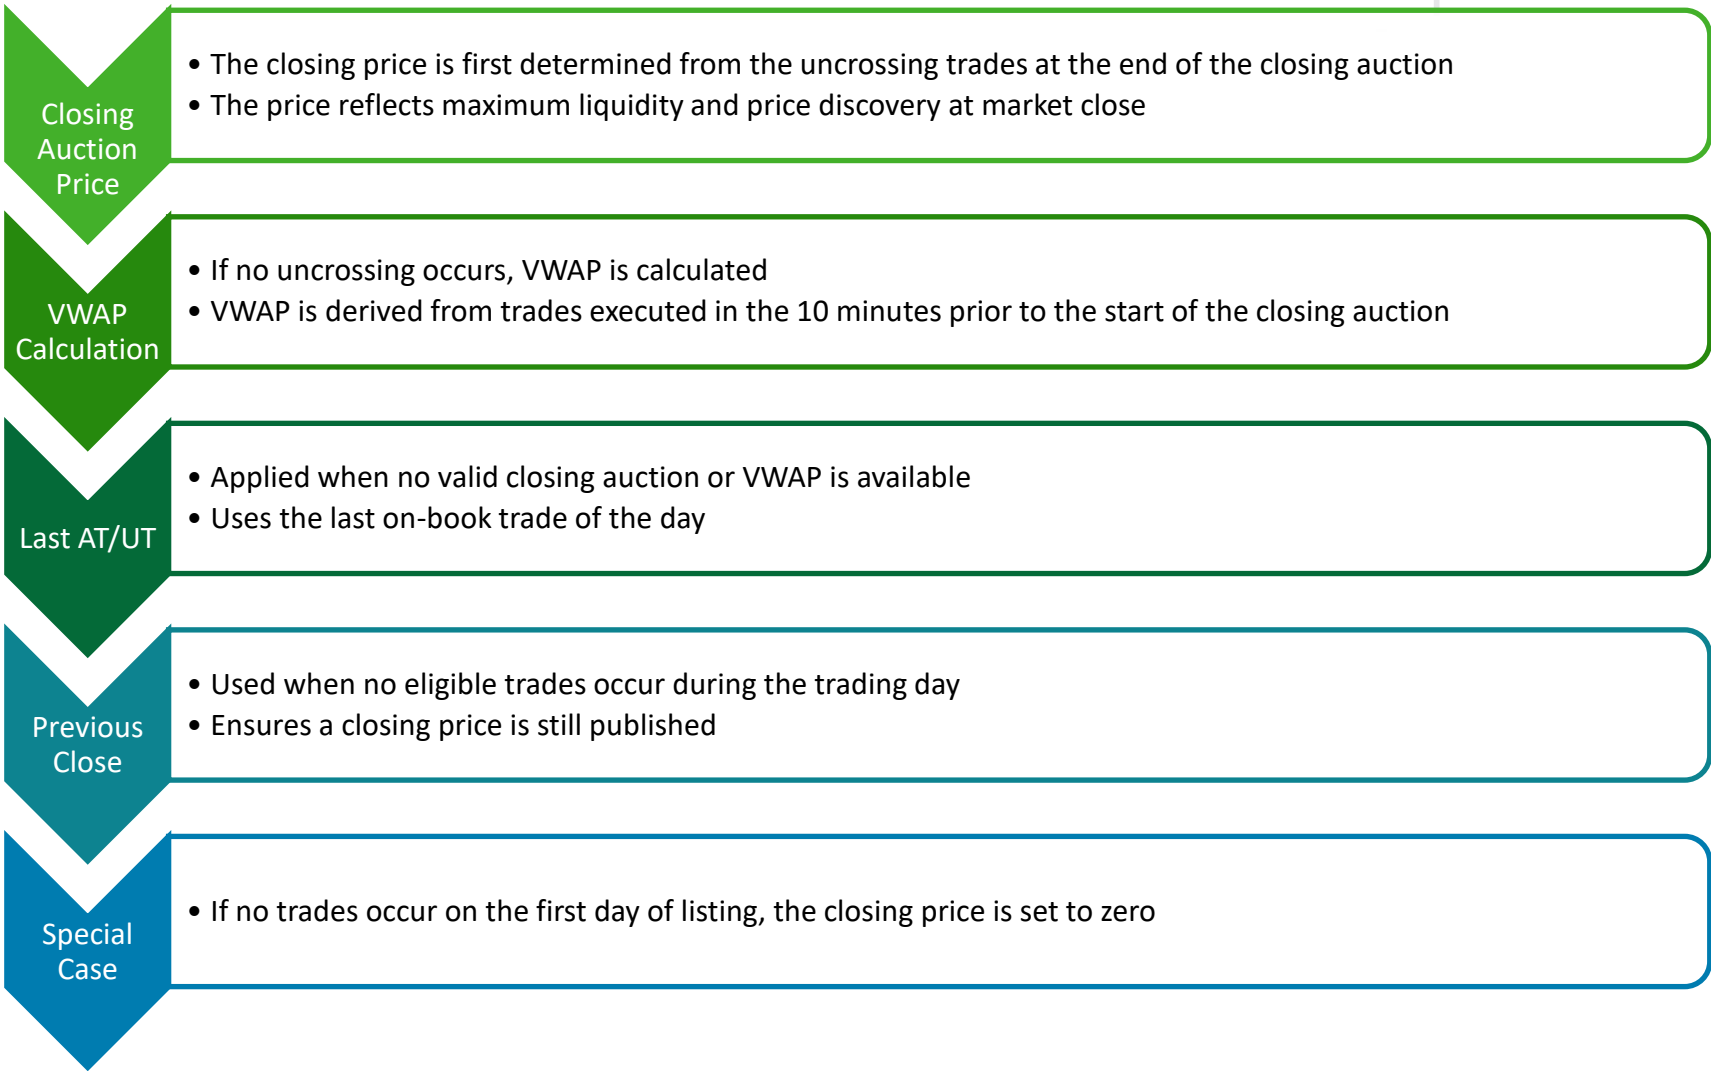 Closing
Auction
Price
• The closing price is first determined from the uncrossing trades at the end of the closing auction
• The price reflects maximum liquidity and price discovery at market close
VWAP
Calculation
• If no uncrossing occurs, VWAP is calculated
• VWAP is derived from trades executed in the 10 minutes prior to the start of the closing auction
Last AT/UT
• Applied when no valid closing auction or VWAP is available
• Uses the last on-book trade of the day
Previous
Close
• Used when no eligible trades occur during the trading day
• Ensures a closing price is still published
Special
Case
• If no trades occur on the first day of listing, the closing price is set to zero